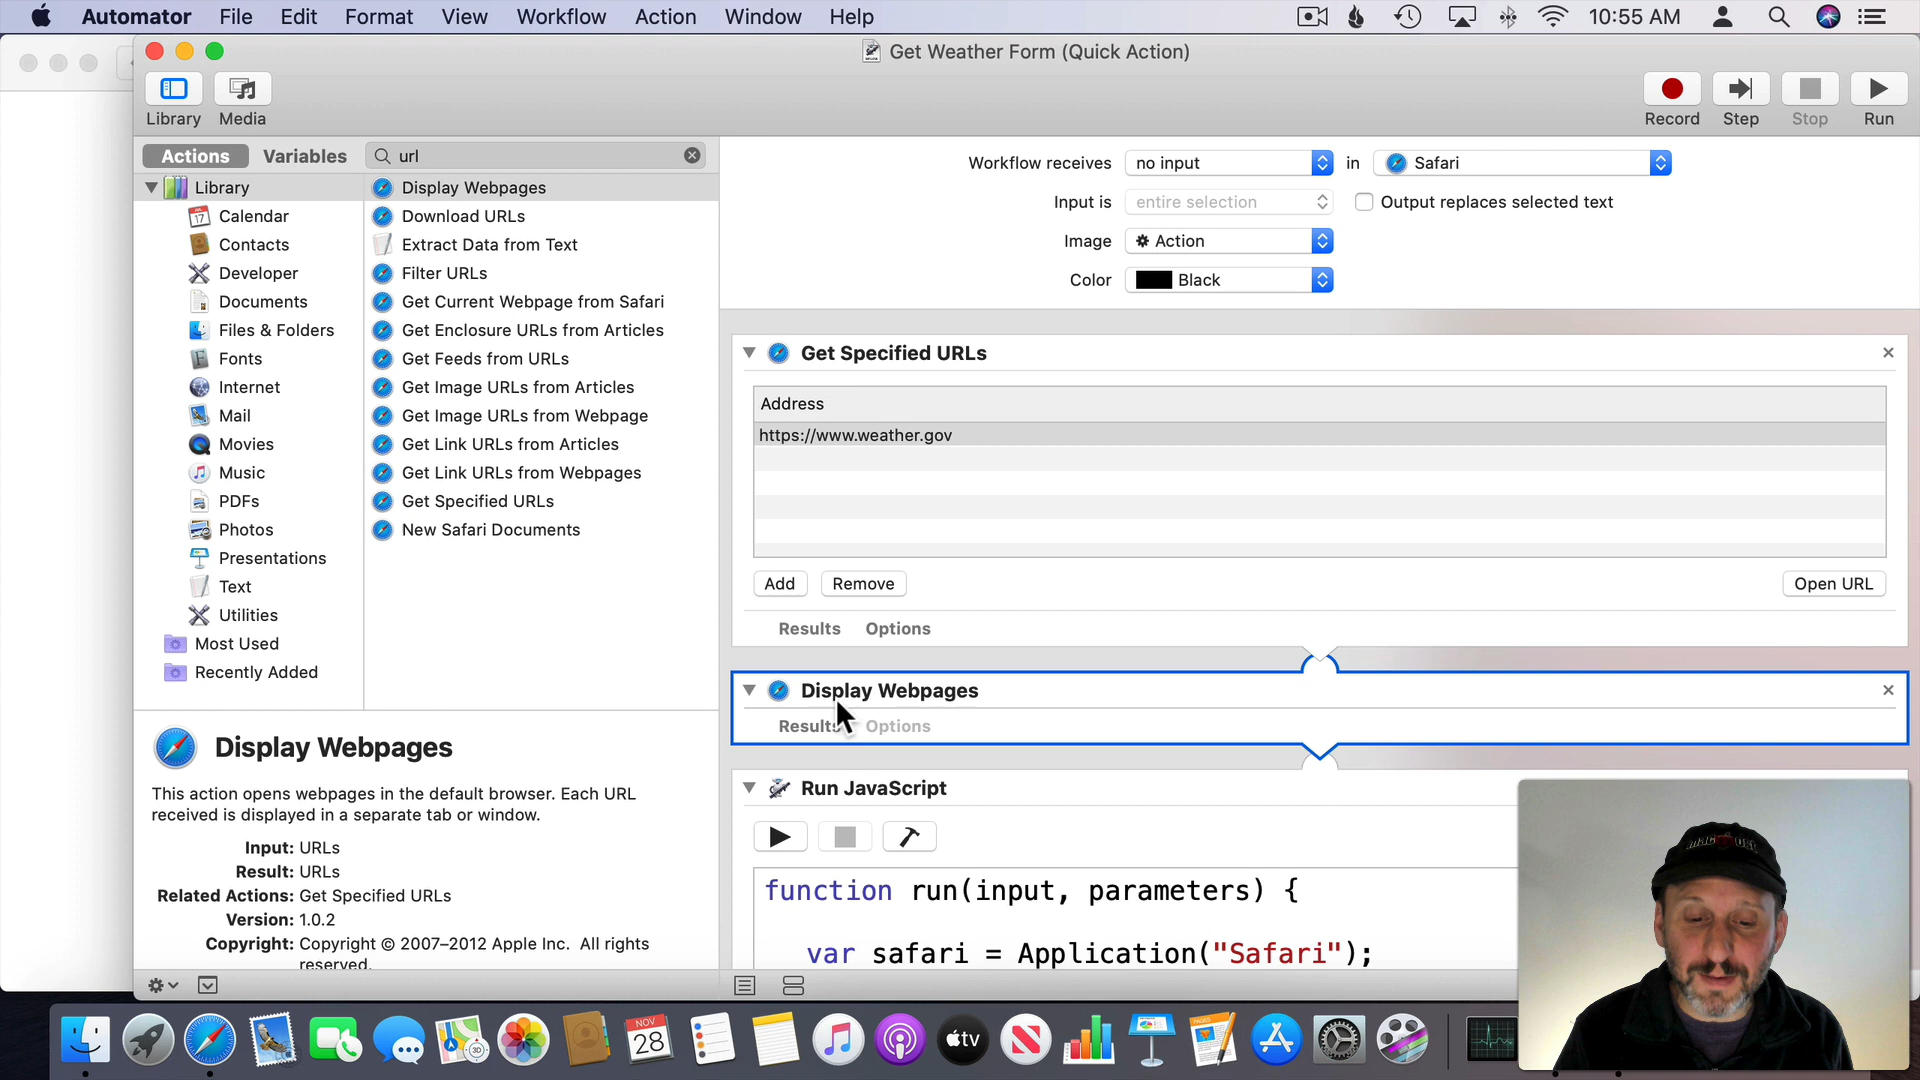 Automator File Edit Format View Workflow Action Window Help 10:55 AM
Get Weather Form (Quick Action)
Library Media Record Step Stop Run
Actions Variables url
Library
Calendar
Contacts
Developer
Documents
Files & Folders
Fonts
Internet
Mail
Movies
Music
PDFs
Photos
Presentations
Text
Utilities
Most Used
Recently Added
Display Webpages
Download URLs
Extract Data from Text
Filter URLs
Get Current Webpage from Safari
Get Enclosure URLs from Articles
Get Feeds from URLs
Get Image URLs from Articles
Get Image URLs from Webpage
Get Link URLs from Articles
Get Link URLs from Webpages
Get Specified URLs
New Safari Documents
Display Webpages
This action opens webpages in the default browser. Each URL
received is displayed in a separate tab or window.
Input: URLs
Result: URLs
Related Actions: Get Specified URLs
Version: 1.0.2
Copyright: Copyright © 2007–2012 Apple Inc. All rights
reserved.
Workflow receives no input in Safari
Input is entire selection Output replaces selected text
Image Action
Color Black
Get Specified URLs
Address
https://www.weather.gov
Add Remove Open URL
Results Options
Display Webpages
Results Options
Run JavaScript
function run(input, parameters) {
var safari = Application("Safari");
NOV
28
3D
tv
17